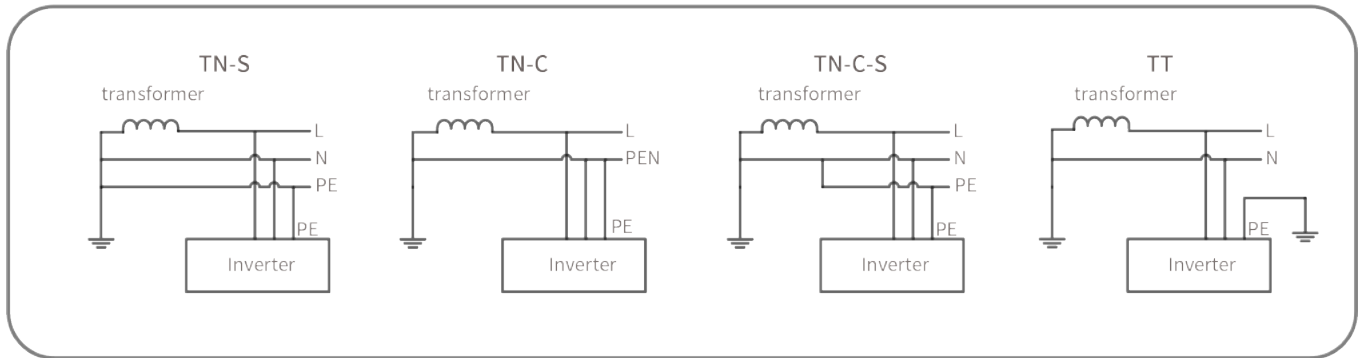 TN-S
transformer
L
N
PE
PE
Inverter
TN-C
transformer
L
PEN
PE
Inverter
TN-C-S
transformer
L
N
PE
PE
Inverter
TT
transformer
L
N
PE
Inverter